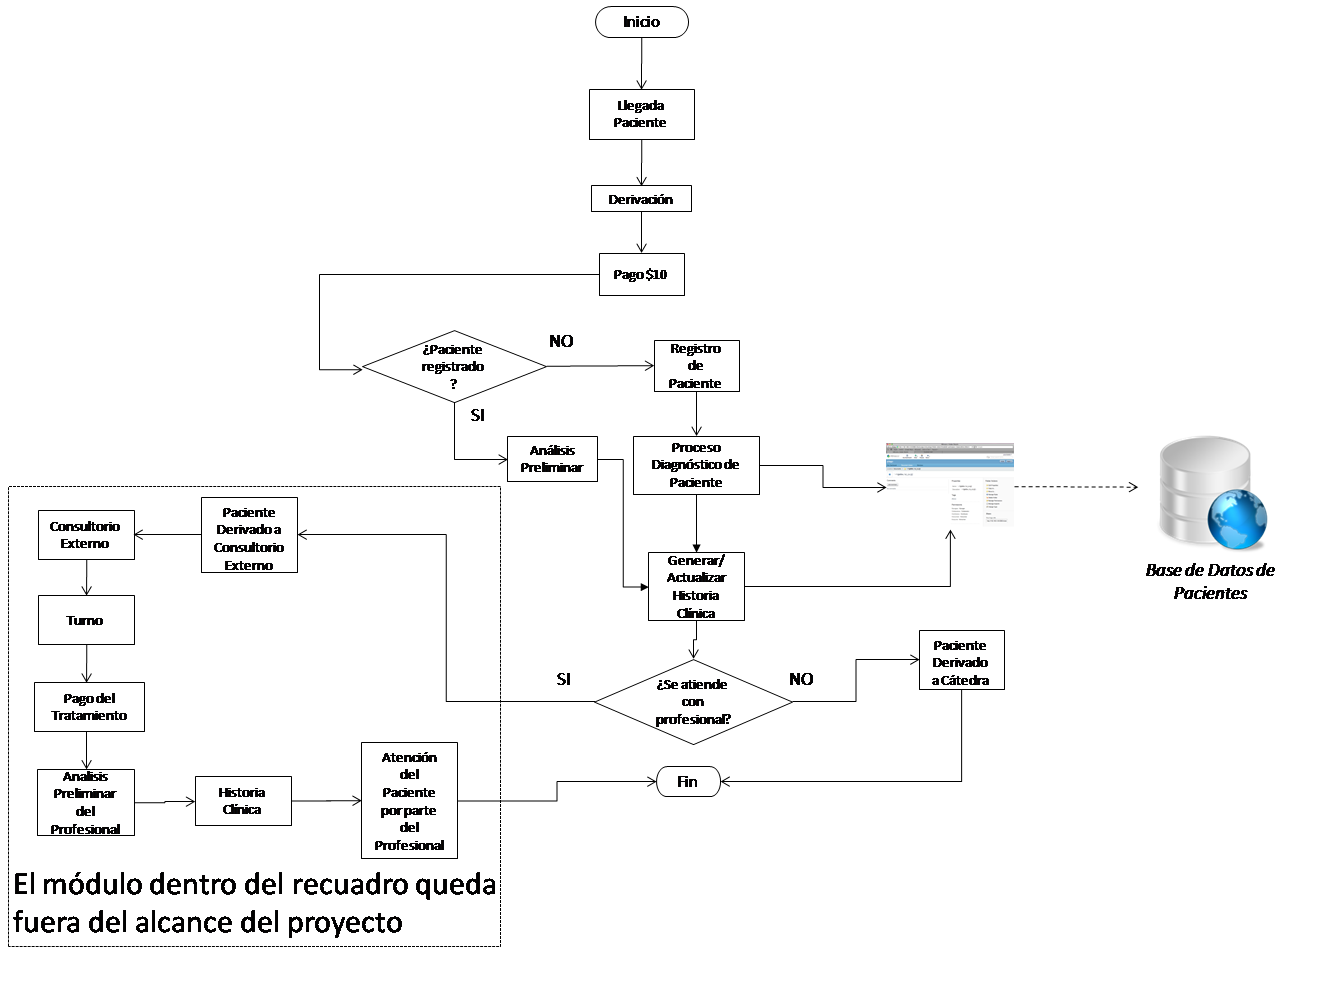 Inicio
Llegada
Paciente
Derivación
Pago $10
¿Paciente
registrado
?
NO
SI
Registro
de
Paciente
Análisis
Preliminar
Proceso
Diagnóstico de
Paciente
Generar/
Actualizar
Historia
Clínica
Base de Datos de
Pacientes
¿Se atiende
con
profesional?
SI
NO
Paciente
Derivado
a Cátedra
Paciente
Derivado a
Consultorio
Externo
Consultorio
Externo
Turno
Pago del
Tratamiento
Analisis
Preliminar
del
Profesional
Historia
Clínica
Atención
del
Paciente
por parte
del
Profesional
Fin
El módulo dentro del recuadro queda
fuera del alcance del proyecto